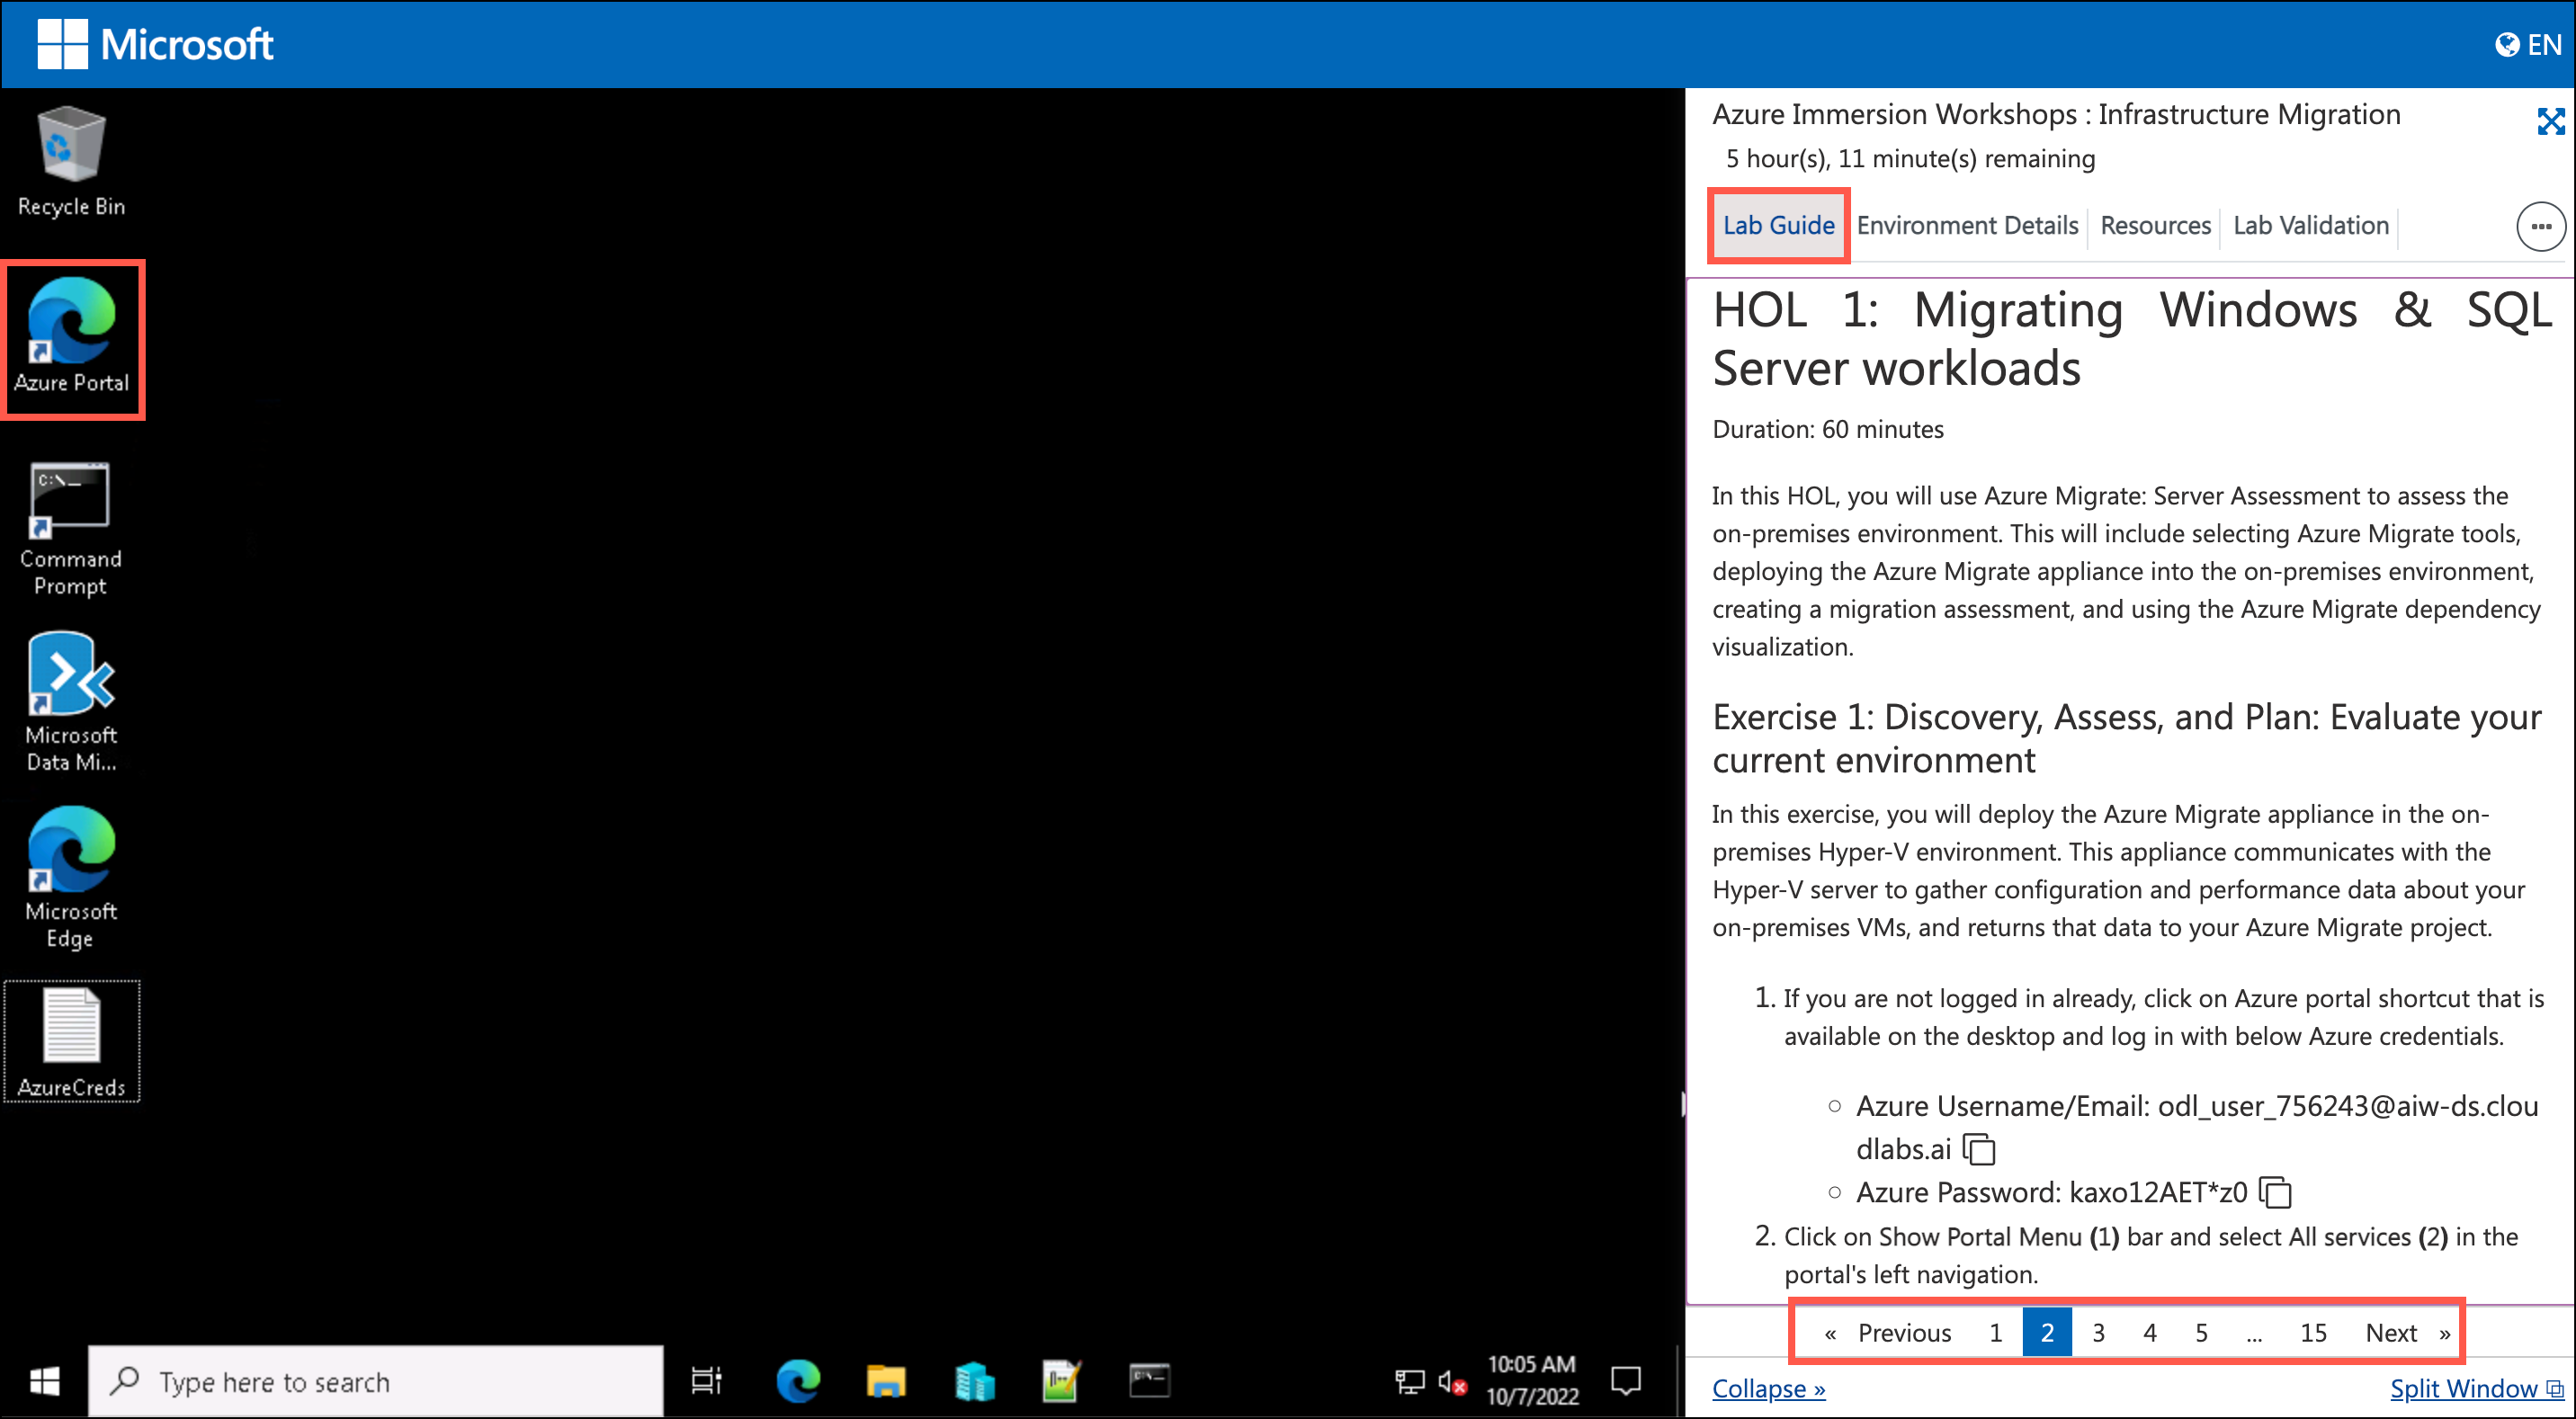 Microsoft
EN
Recycle Bin
Azure Portal
C:\_
Command
Prompt
Microsoft
Data Mi...
Microsoft
Edge
AzureCreds
Type here to search
10:05 AM
10/7/2022
Azure Immersion Workshops : Infrastructure Migration
5 hour(s), 11 minute(s) remaining
Lab Guide Environment Details Resources Lab Validation
HOL 1: Migrating Windows & SQL
Server workloads
Duration: 60 minutes
In this HOL, you will use Azure Migrate: Server Assessment to assess the
on-premises environment. This will include selecting Azure Migrate tools,
deploying the Azure Migrate appliance into the on-premises environment,
creating a migration assessment, and using the Azure Migrate dependency
visualization.
Exercise 1: Discovery, Assess, and Plan: Evaluate your
current environment
In this exercise, you will deploy the Azure Migrate appliance in the on-
premises Hyper-V environment. This appliance communicates with the
Hyper-V server to gather configuration and performance data about your
on-premises VMs, and returns that data to your Azure Migrate project.
1. If you are not logged in already, click on Azure portal shortcut that is
available on the desktop and log in with below Azure credentials.
○ Azure Username/Email: odl_user_756243@aiw-ds.clou
dlabs.ai
○ Azure Password: kaxo12AET*z0
2. Click on Show Portal Menu (1) bar and select All services (2) in the
portal's left navigation.
« Previous 1 2 3 4 5 ... 15 Next »
Collapse »
Split Window